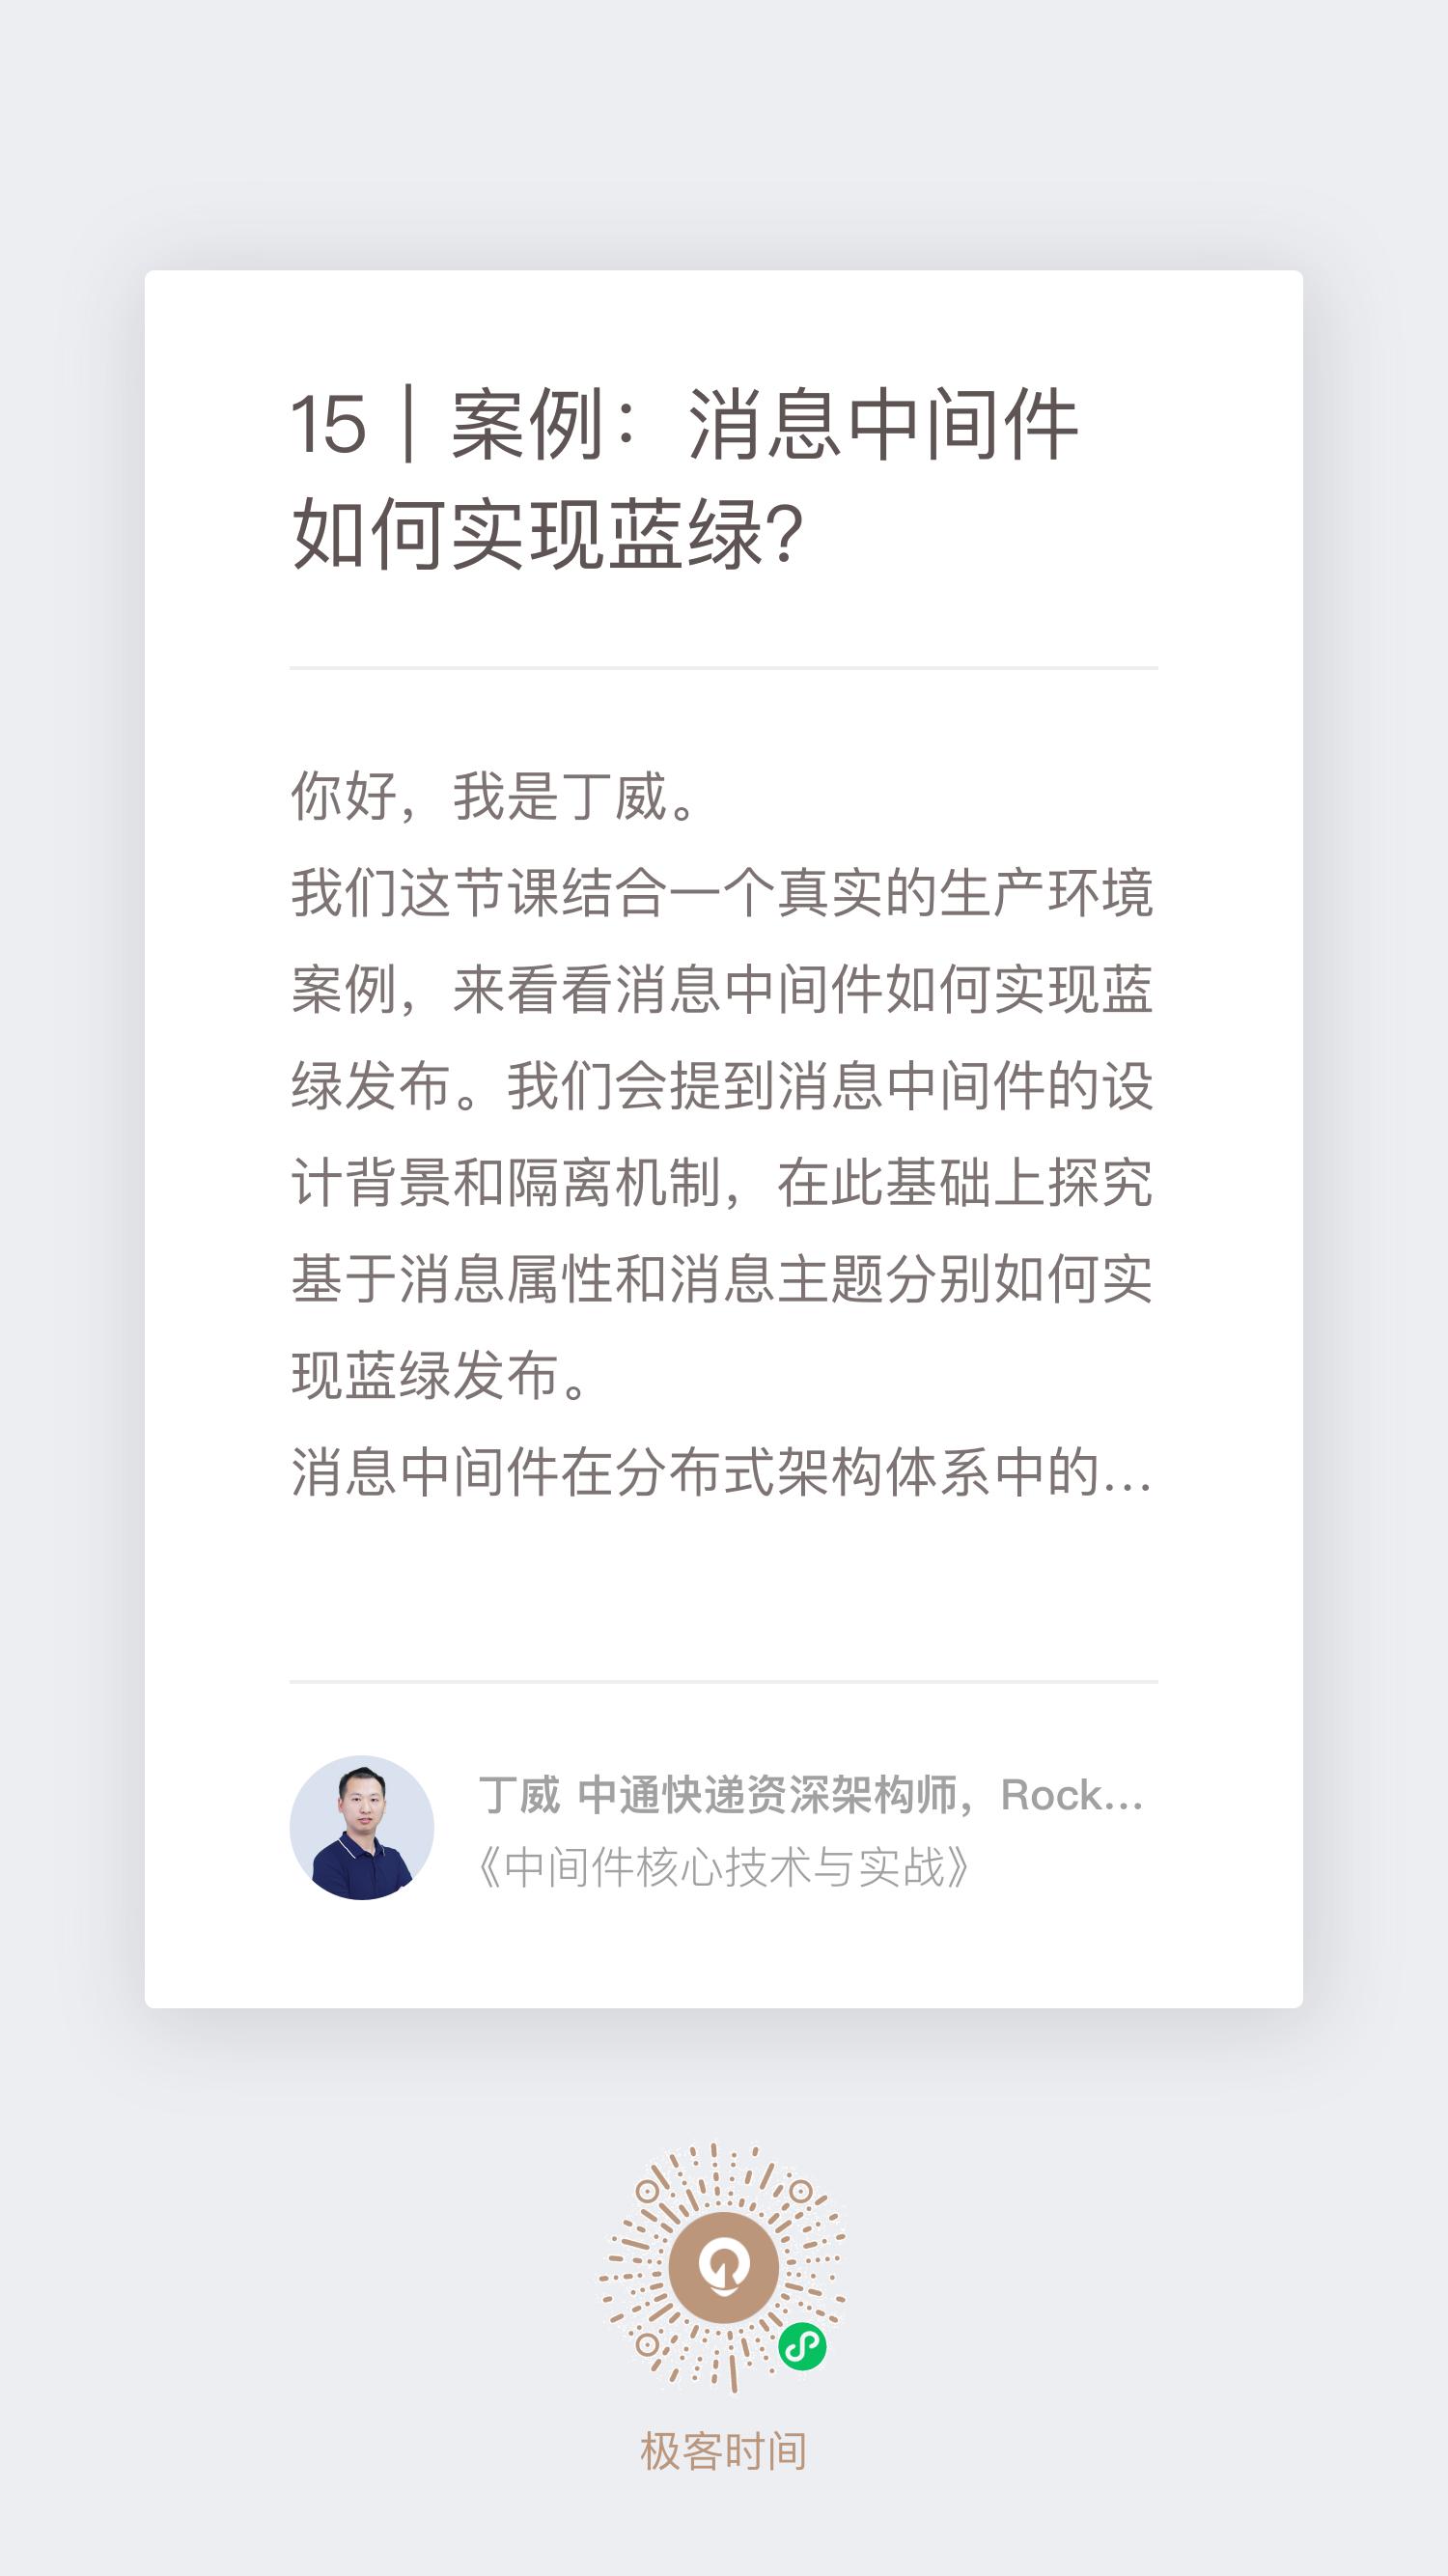 15｜案例：消息中间件
如何实现蓝绿？
你好，我是丁威。
我们这节课结合一个真实的生产环境
案例，来看看消息中间件如何实现蓝
绿发布。我们会提到消息中间件的设
计背景和隔离机制，在此基础上探究
基于消息属性和消息主题分别如何实
现蓝绿发布。
消息中间件在分布式架构体系中的...
丁威 中通快递资深架构师，Rock...
《中间件核心技术与实战》
极客时间